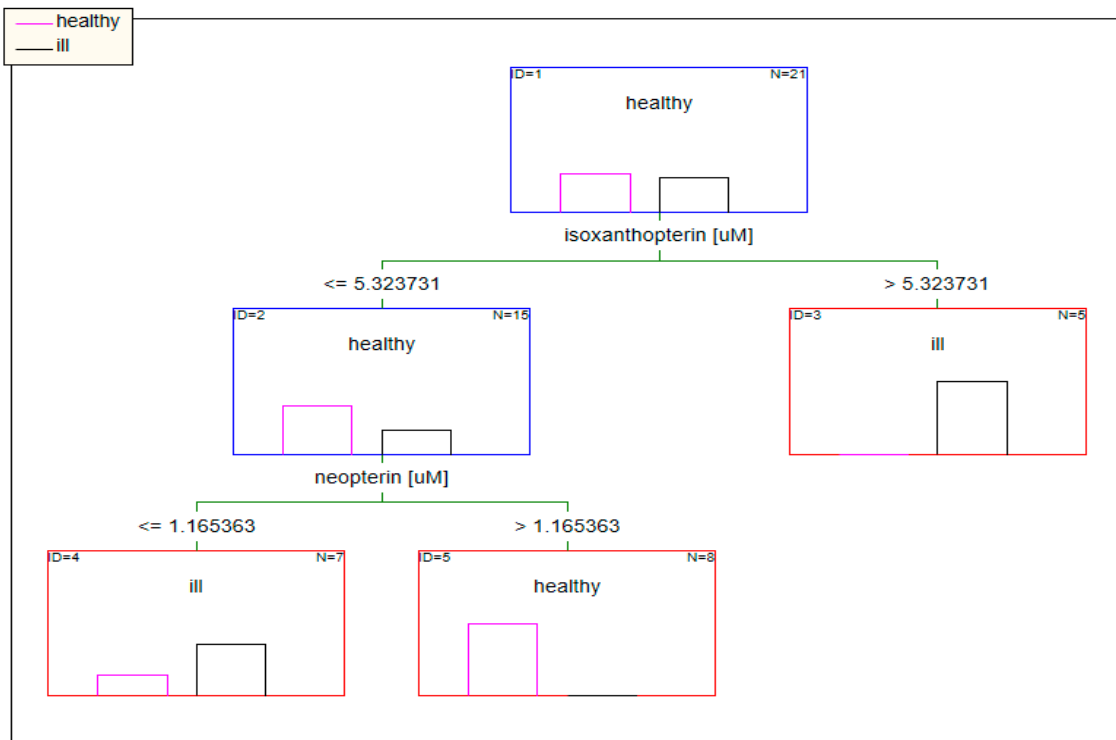 healthy
ill
ID=1 N=21
healthy
isoxanthopterin [uM]
<= 5.323731 > 5.323731
ID=2 N=15 ID=3 N=5
healthy ill
neopterin [uM]
<= 1.165363 > 1.165363
ID=4 N=7 ID=5 N=8
ill healthy